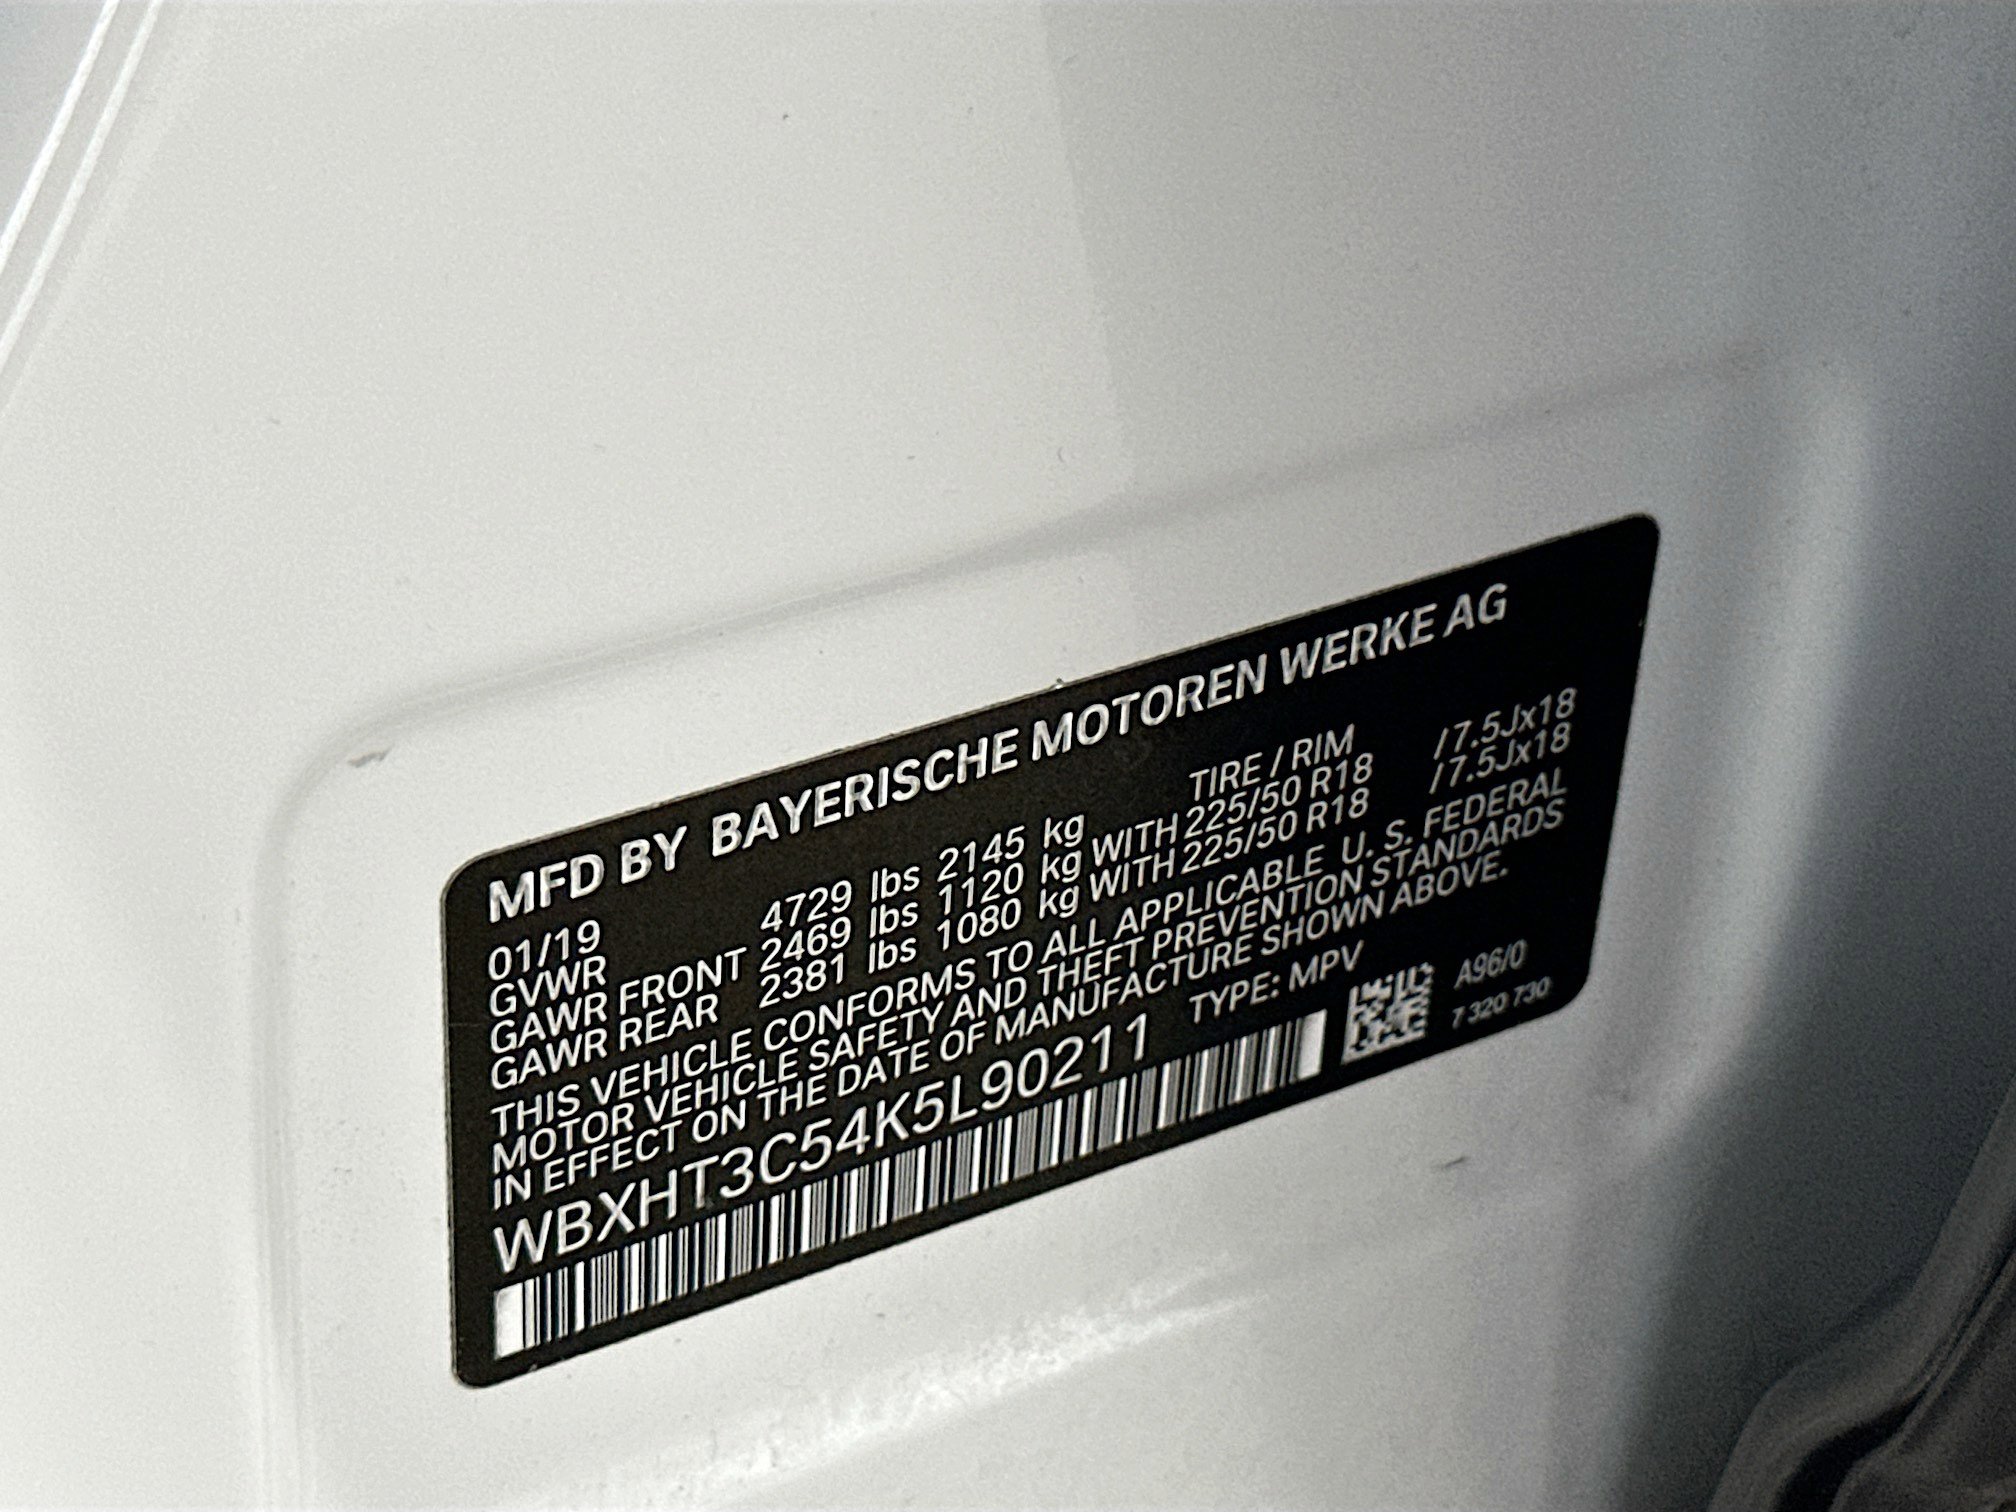 MFD BY BAYERISCHE MOTOREN WERKE AG
01/19
GVWR 4729 lbs 2145 kg TIRE / RIM
GAWR FRONT 2469 lbs 1120 kg WITH 225/50 R18 / 7.5Jx18
GAWR REAR 2381 lbs 1080 kg WITH 225/50 R18 / 7.5Jx18
THIS VEHICLE CONFORMS TO ALL APPLICABLE U. S. FEDERAL
MOTOR VEHICLE SAFETY AND THEFT PREVENTION STANDARDS
IN EFFECT ON THE DATE OF MANUFACTURE SHOWN ABOVE.
WBXHT3C54K5L90211 TYPE: MPV
A96/0
7 320 730